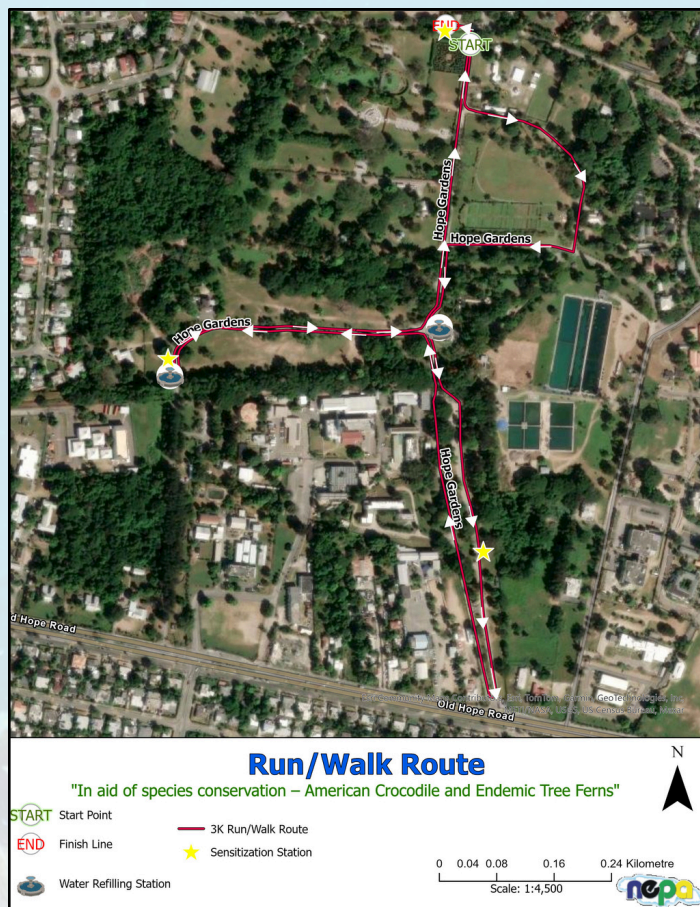 END
START
Hope Gardens
Hope Gardens
Hope Gardens
Hope Gardens
d Hope Road
Old Hope Road
Run/Walk Route
"In aid of species conservation – American Crocodile and Endemic Tree Ferns"
N
START Start Point
END Finish Line
Water Refilling Station
3K Run/Walk Route
Sensitization Station
0 0.04 0.08 0.16 0.24 Kilometre
Scale: 1:4,500
nepa